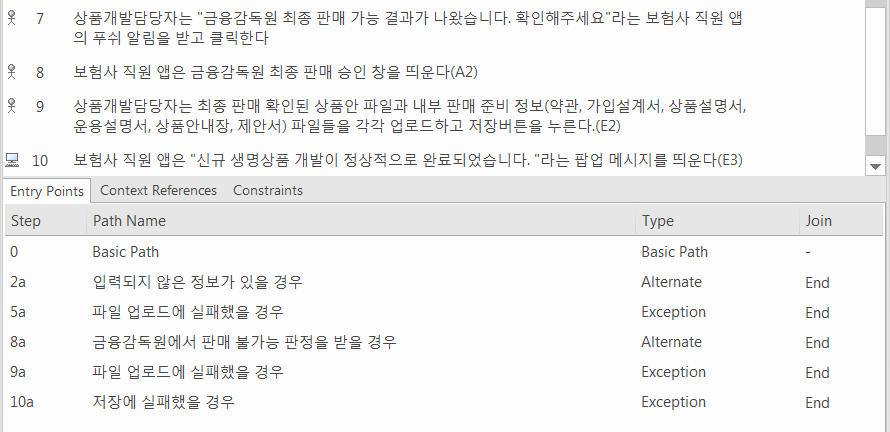 7 상품개발담당자는 "금융감독원 최종 판매 가능 결과가 나왔습니다. 확인해주세요"라는 보험사 직원 앱
의 푸쉬 알림을 받고 클릭한다
8 보험사 직원 앱은 금융감독원 최종 판매 승인 창을 띄운다(A2)
9 상품개발담당자는 최종 판매 확인된 상품안 파일과 내부 판매 준비 정보(약관, 가입설계서, 상품설명서,
운용설명서, 상품안내장, 제안서) 파일들을 각각 업로드하고 저장버튼을 누른다.(E2)
10 보험사 직원 앱은 "신규 생명상품 개발이 정상적으로 완료되었습니다. "라는 팝업 메시지를 띄운다(E3)
Entry Points Context References Constraints
Step Path Name Type Join
0 Basic Path Basic Path -
2a 입력되지 않은 정보가 있을 경우 Alternate End
5a 파일 업로드에 실패했을 경우 Exception End
8a 금융감독원에서 판매 불가능 판정을 받을 경우 Alternate End
9a 파일 업로드에 실패했을 경우 Exception End
10a 저장에 실패했을 경우 Exception End